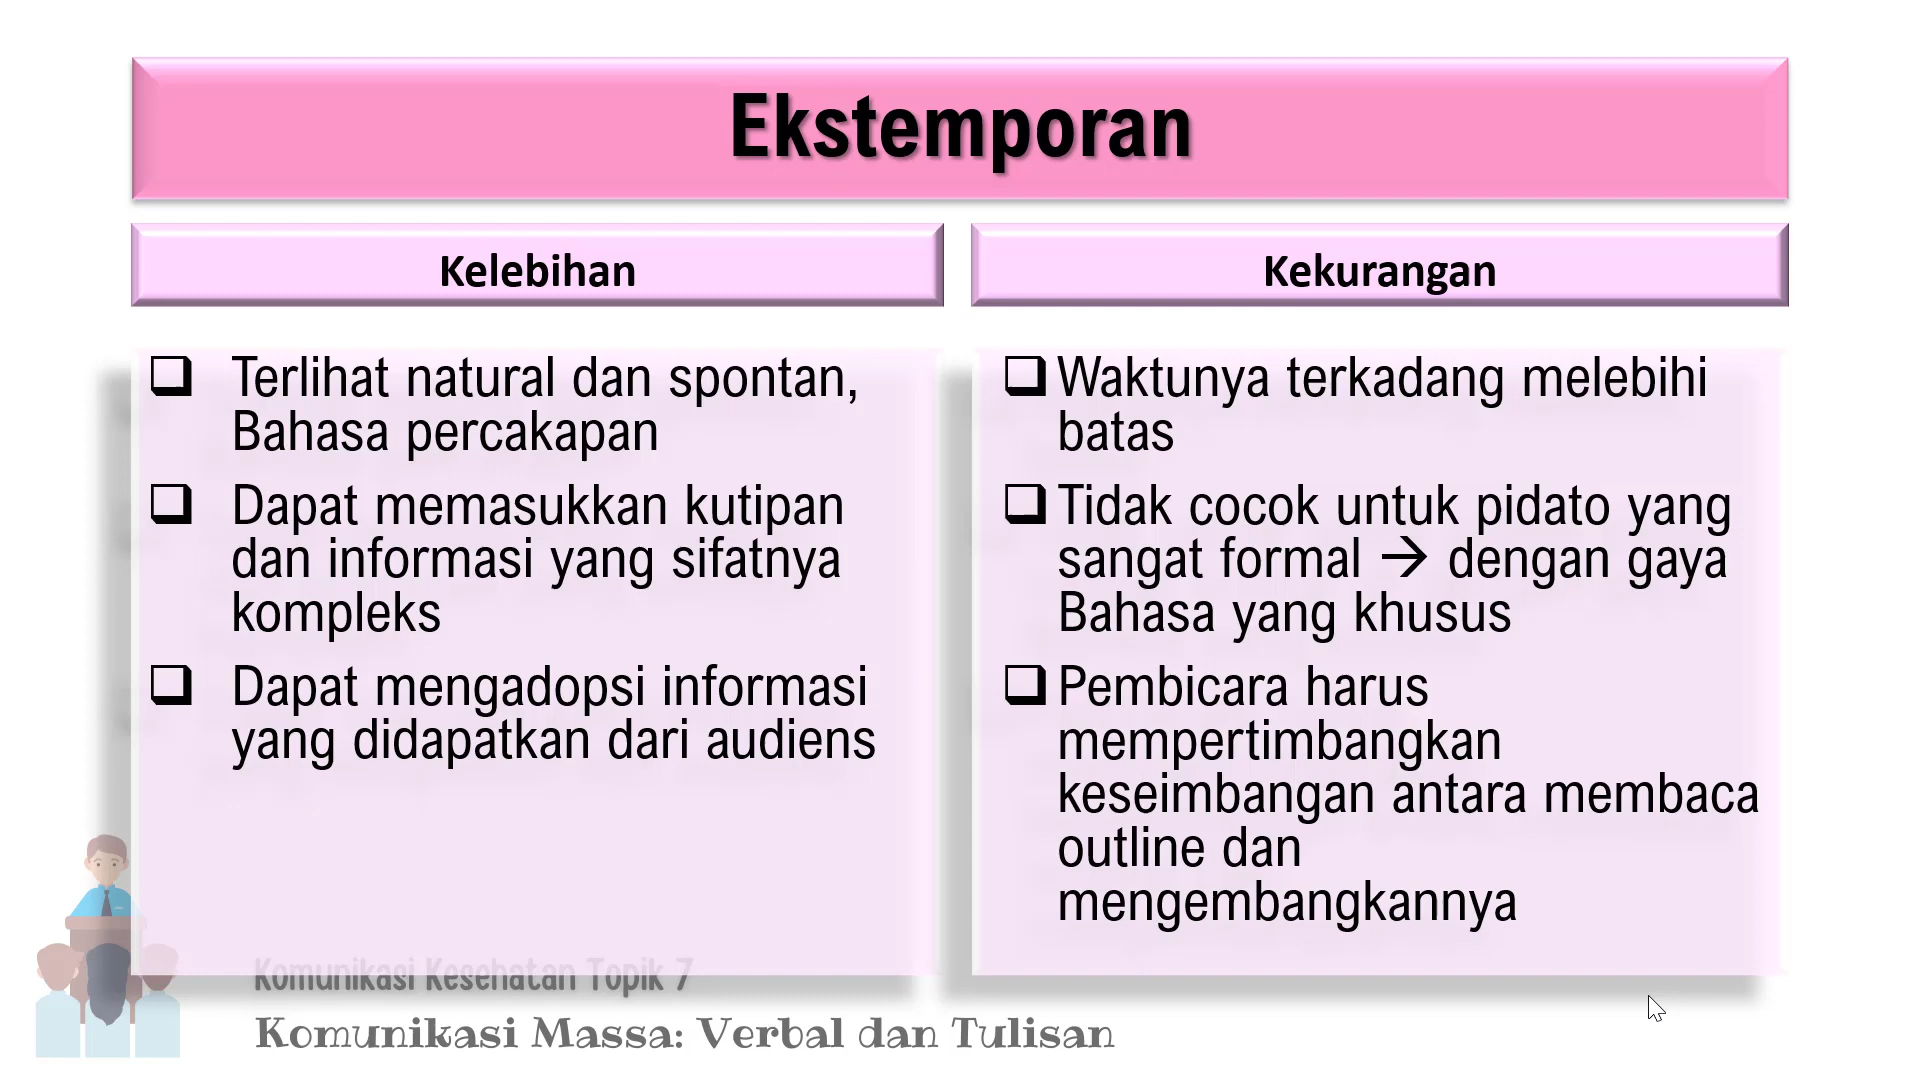 Ekstemporan
Kelebihan
Terlihat natural dan spontan,
Bahasa percakapan
Dapat memasukkan kutipan
dan informasi yang sifatnya
kompleks
Dapat mengadopsi informasi
yang didapatkan dari audiens
Kekurangan
Waktunya terkadang melebihi
batas
Tidak cocok untuk pidato yang
sangat formal → dengan gaya
Bahasa yang khusus
Pembicara harus
mempertimbangkan
keseimbangan antara membaca
outline dan
mengembangkannya
Komunikasi Kesehatan Topik 7
Komunikasi Massa: Verbal dan Tulisan